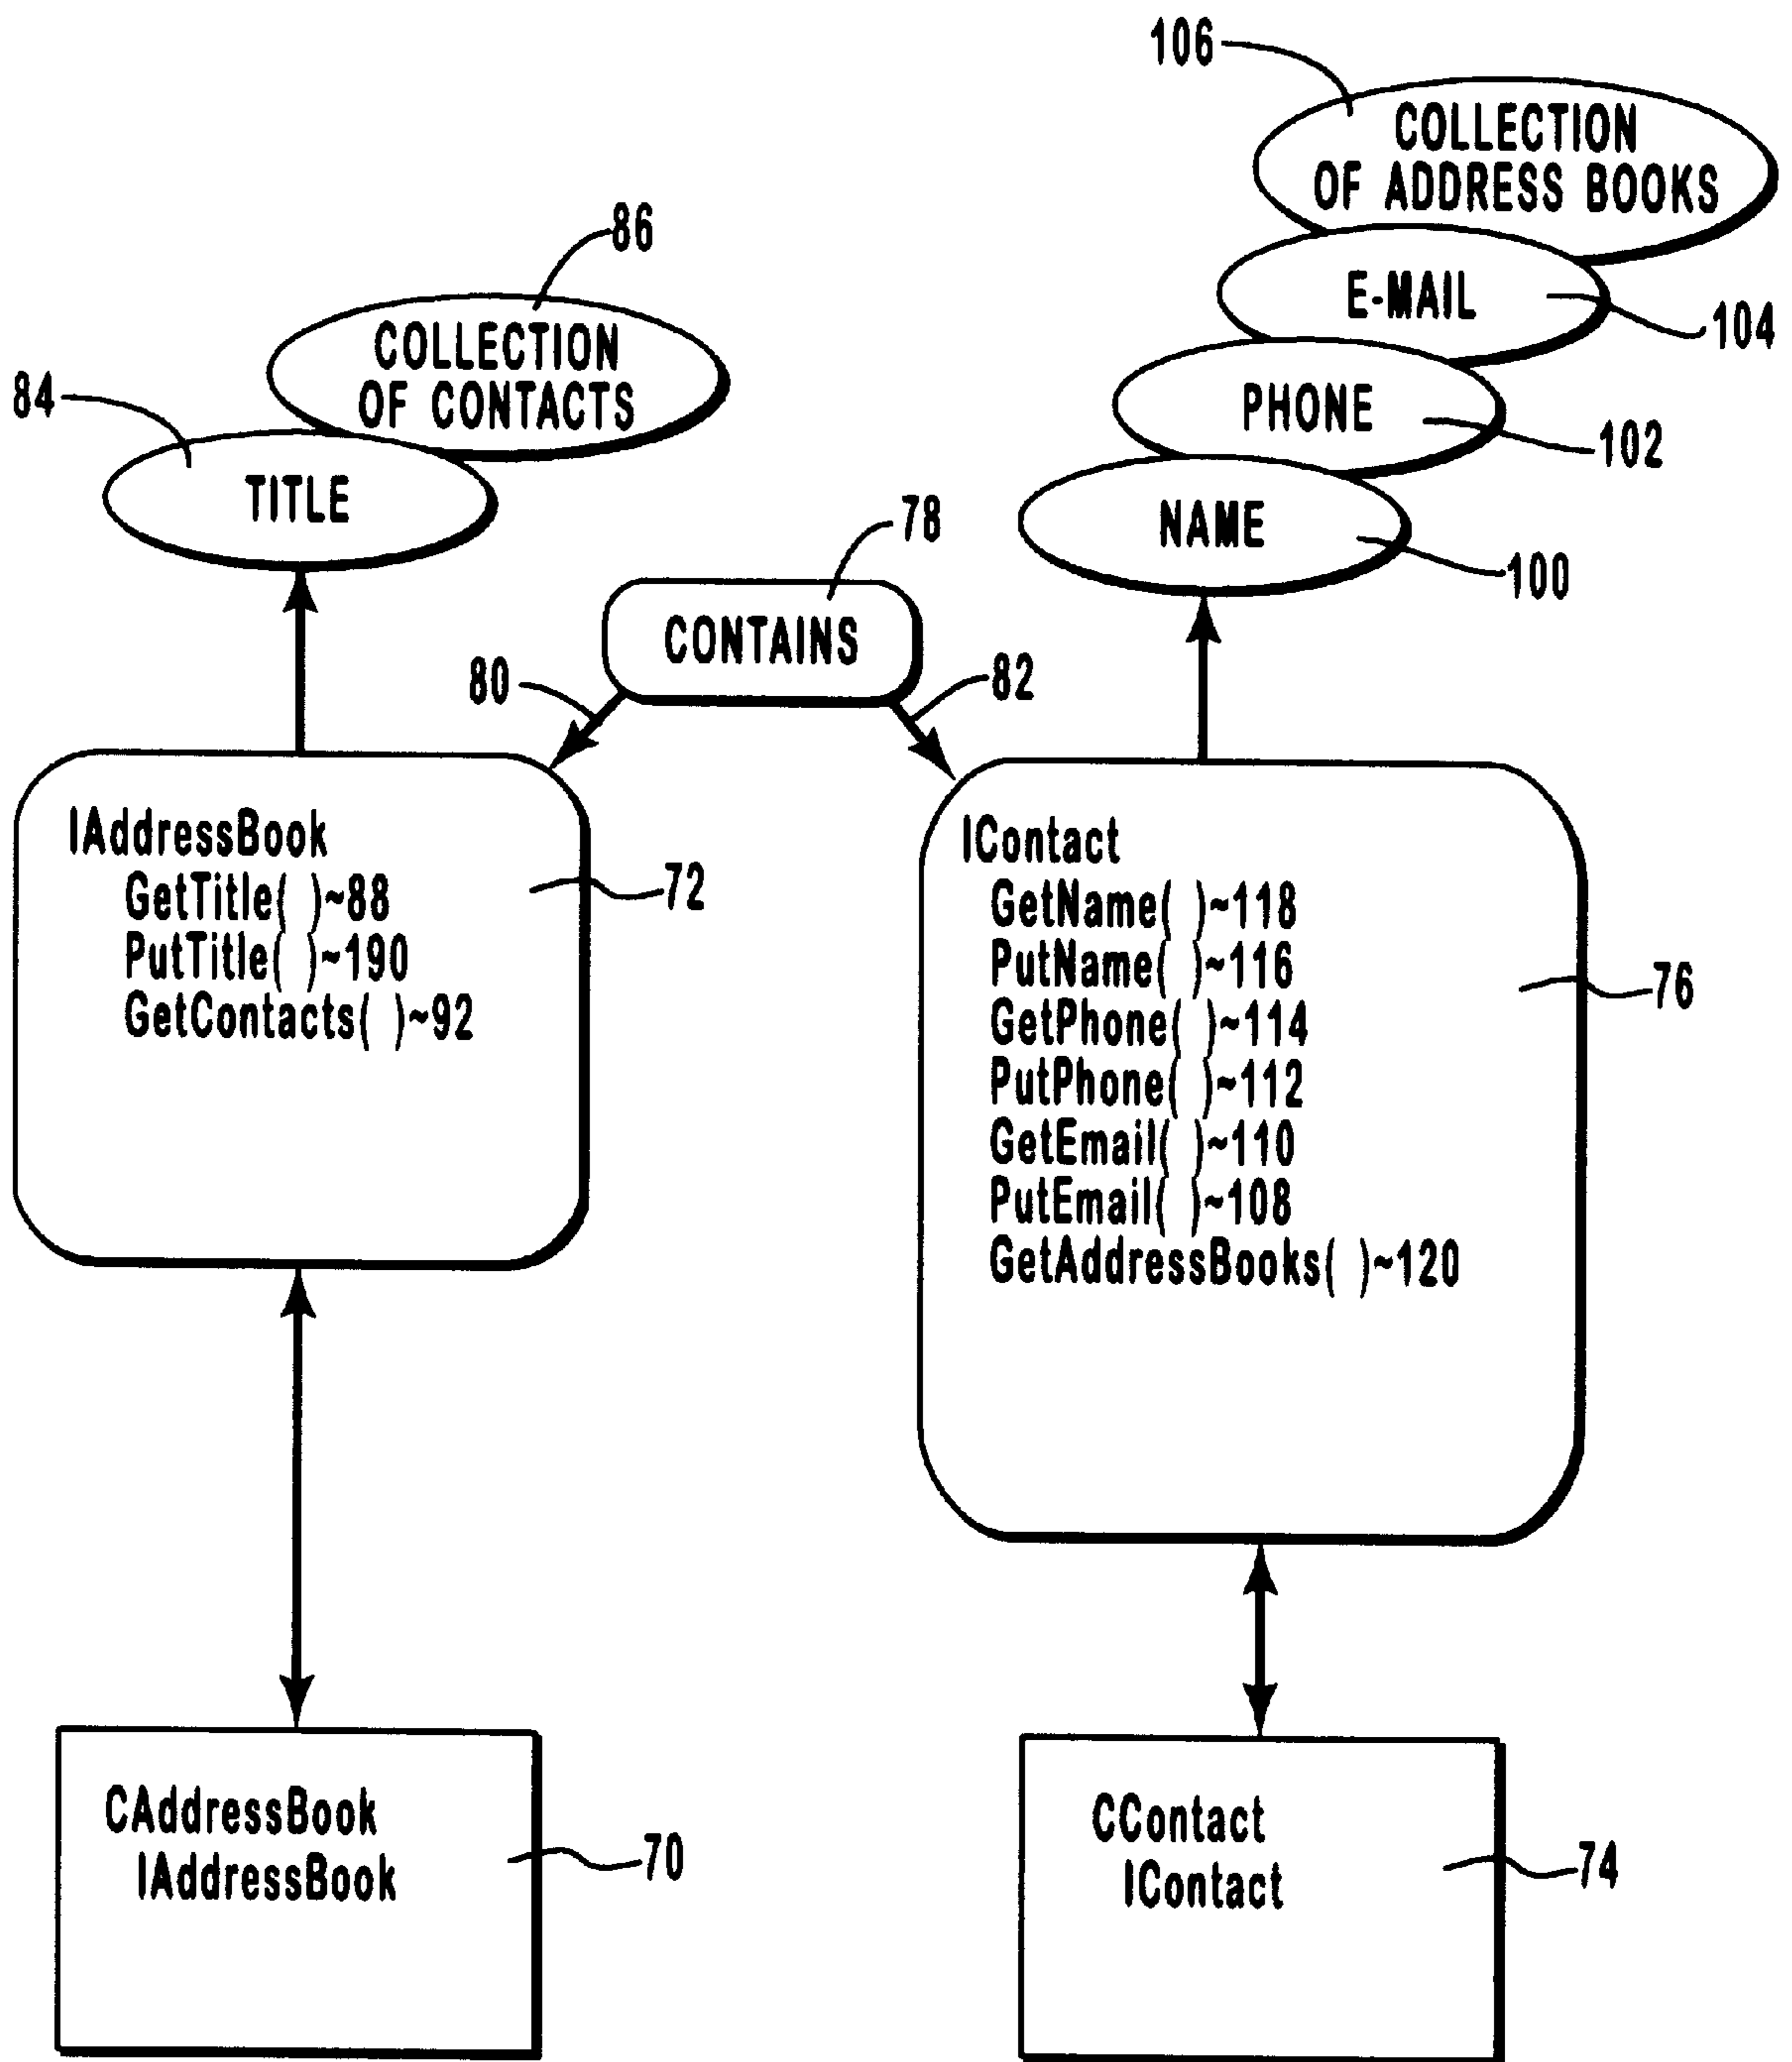 106
COLLECTION
OF ADDRESS BOOKS
86
E-MAIL
104
COLLECTION
OF CONTACTS
84
PHONE
102
TITLE
78
NAME
100
CONTAINS
80
82
IAddressBook
GetTitle( )~88
PutTitle( )~190
GetContacts( )~92
72
IContact
GetName( )~118
PutName( )~116
GetPhone( )~114
PutPhone( )~112
GetEmail( )~110
PutEmail( )~108
GetAddressBooks( )~120
76
CAddressBook
IAddressBook
70
CContact
IContact
74